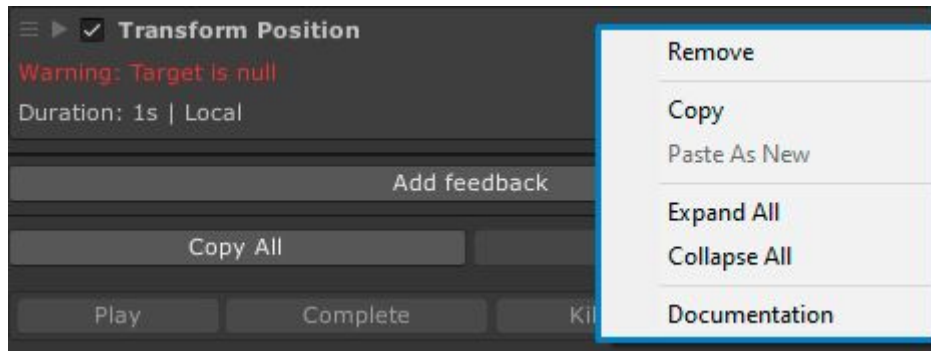 Transform Position
Warning: Target is null
Duration: 1s | Local
Add feedback
Copy All
Play
Complete
Remove
Copy
Paste As New
Expand All
Collapse All
Documentation